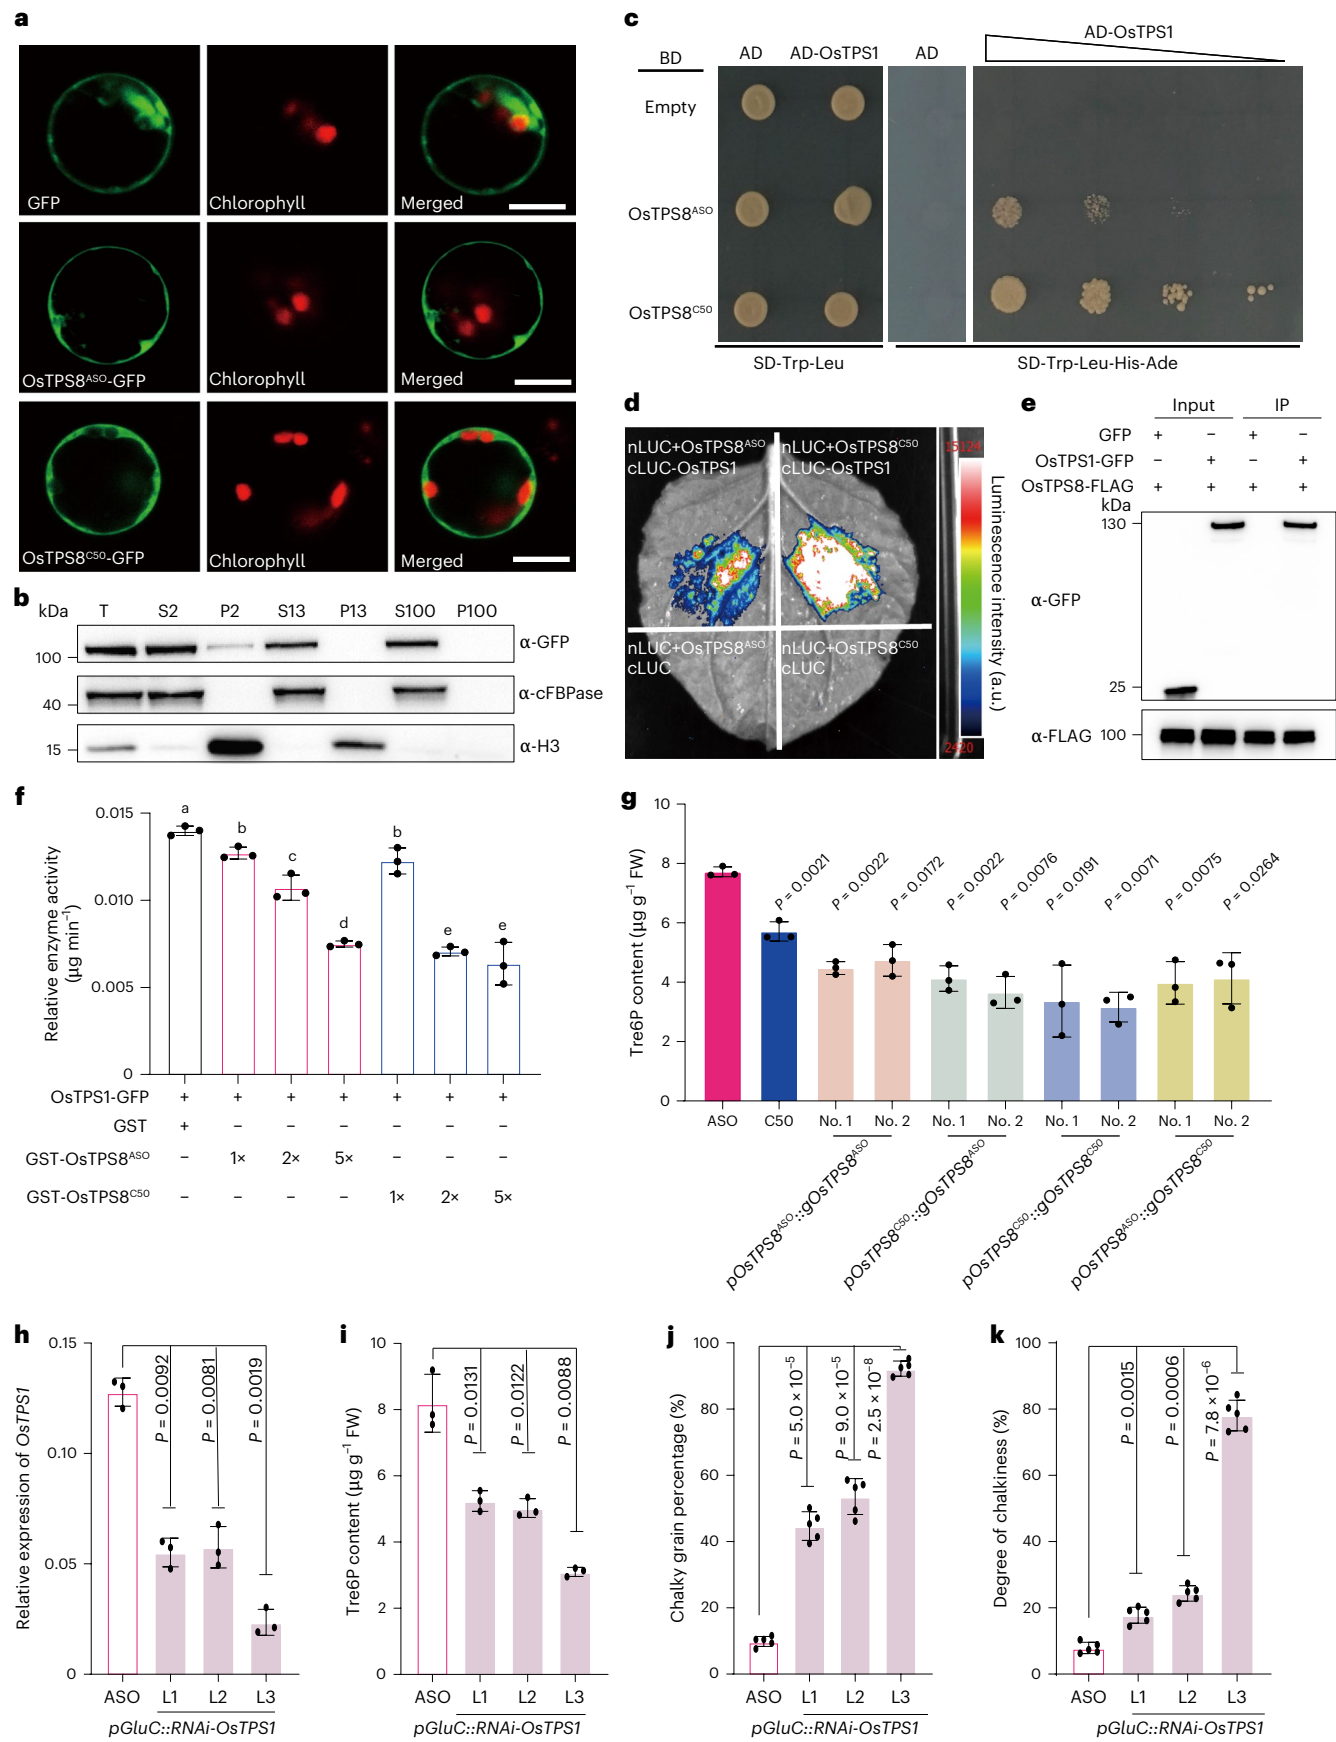 a
GFP
Chlorophyll
Merged
OsTPS8ᴬˢᴼ-GFP
Chlorophyll
Merged
OsTPS8ᶜ⁵⁰-GFP
Chlorophyll
Merged
b
kDa T S2 P2 S13 P13 S100 P100
100 α-GFP
40 α-cFBPase
15 α-H3
c
AD-OsTPS1
BD AD AD-OsTPS1 AD
Empty
OsTPS8ᴬˢᴼ
OsTPS8ᶜ⁵⁰
SD-Trp-Leu SD-Trp-Leu-His-Ade
d
nLUC+OsTPS8ᴬˢᴼ nLUC+OsTPS8ᶜ⁵⁰
cLUC-OsTPS1 cLUC-OsTPS1
nLUC+OsTPS8ᴬˢᴼ nLUC+OsTPS8ᶜ⁵⁰
cLUC cLUC
15124
Luminescence intensity (a.u.)
2420
e
Input IP
GFP + – + –
OsTPS1-GFP – + – +
OsTPS8-FLAG + + + +
kDa
130
α-GFP
25
α-FLAG 100
f
Relative enzyme activity
(µg min⁻¹)
0.015
0.010
0.005
0
a b c d b e e
OsTPS1-GFP + + + + + + +
GST + – – – – – –
GST-OsTPS8ᴬˢᴼ – 1× 2× 5× – – –
GST-OsTPS8ᶜ⁵⁰ – – – – 1× 2× 5×
g
Tre6P content (µg g⁻¹ FW)
10
8
6
4
2
0
P = 0.0021
P = 0.0022
P = 0.0172
P = 0.0022
P = 0.0076
P = 0.0191
P = 0.0071
P = 0.0075
P = 0.0264
ASO C50 No. 1 No. 2 No. 1 No. 2 No. 1 No. 2 No. 1 No. 2
pOsTPS8ᴬˢᴼ::gOsTPS8ᴬˢᴼ
pOsTPS8ᶜ⁵⁰::gOsTPS8ᴬˢᴼ
pOsTPS8ᶜ⁵⁰::gOsTPS8ᶜ⁵⁰
pOsTPS8ᴬˢᴼ::gOsTPS8ᶜ⁵⁰
h
Relative expression of OsTPS1
0.15
0.10
0.05
0
P = 0.0092
P = 0.0081
P = 0.0019
ASO L1 L2 L3
pGluC::RNAi-OsTPS1
i
Tre6P content (µg g⁻¹ FW)
10
8
6
4
2
0
P = 0.0131
P = 0.0122
P = 0.0088
ASO L1 L2 L3
pGluC::RNAi-OsTPS1
j
Chalky grain percentage (%)
100
80
60
40
20
0
P = 5.0 × 10⁻⁵
P = 9.0 × 10⁻⁵
P = 2.5 × 10⁻⁸
ASO L1 L2 L3
pGluC::RNAi-OsTPS1
k
Degree of chalkiness (%)
100
80
60
40
20
0
P = 0.0015
P = 0.0006
P = 7.8 × 10⁻⁶
ASO L1 L2 L3
pGluC::RNAi-OsTPS1